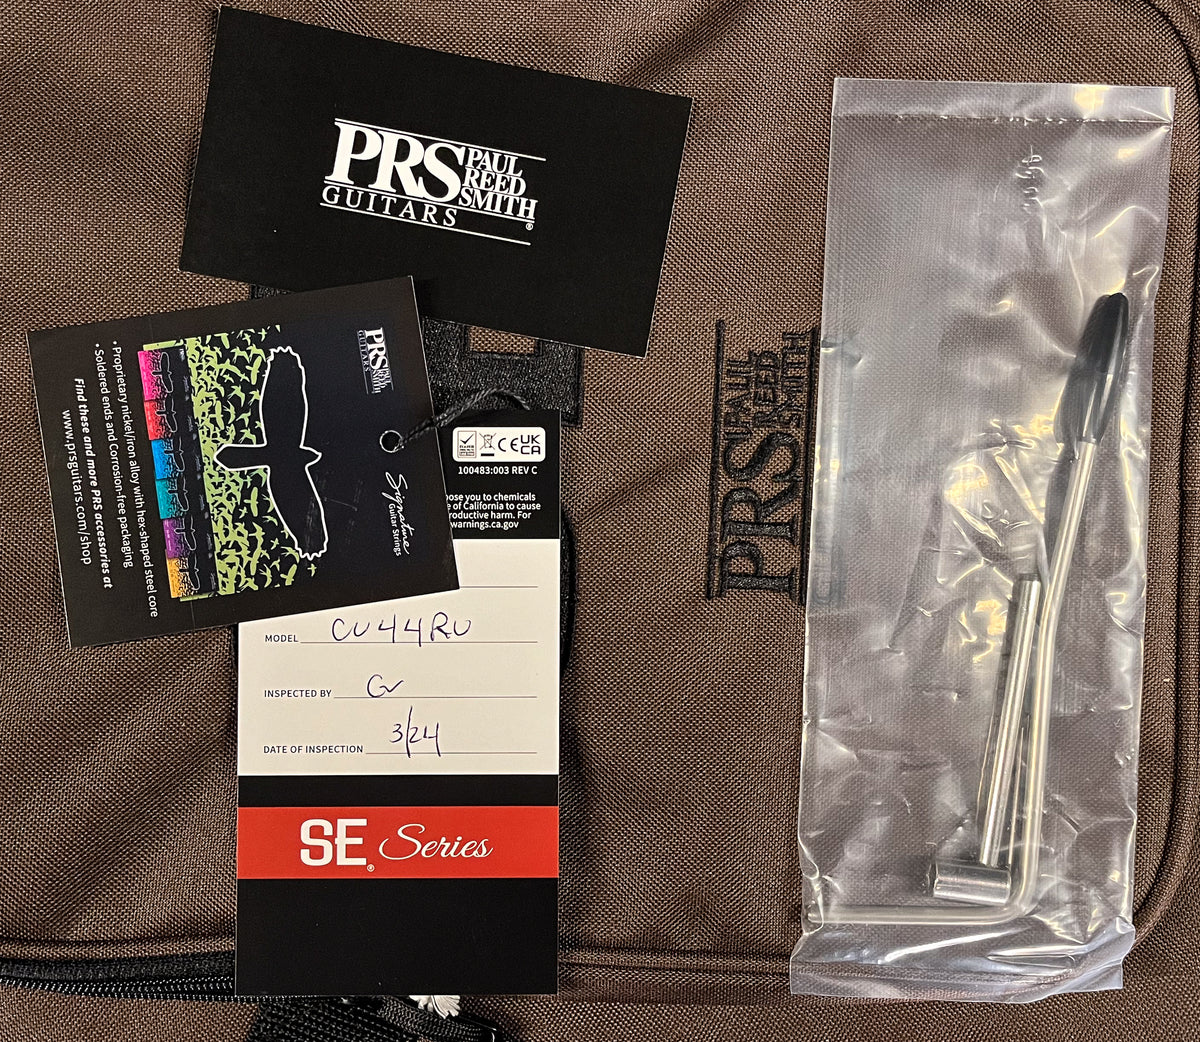 PRS PAUL
REED
SMITH
GUITARS
®
PRS PAUL
REED
SMITH
GUITARS
Signature
Guitar Strings
• Proprietary nickel/iron alloy with hex-shaped steel core
• Soldered ends and Corrosion-free packaging
Find these and more PRS accessories at
www.prsguitars.com/shop
CE UK
CA
100483:003 REV C
pose you to chemicals
e of California to cause
roductive harm. For
warnings.ca.gov
MODEL CU44RU
INSPECTED BY GV
DATE OF INSPECTION 3/24
SE® Series
PRS PAUL
REED
SMITH